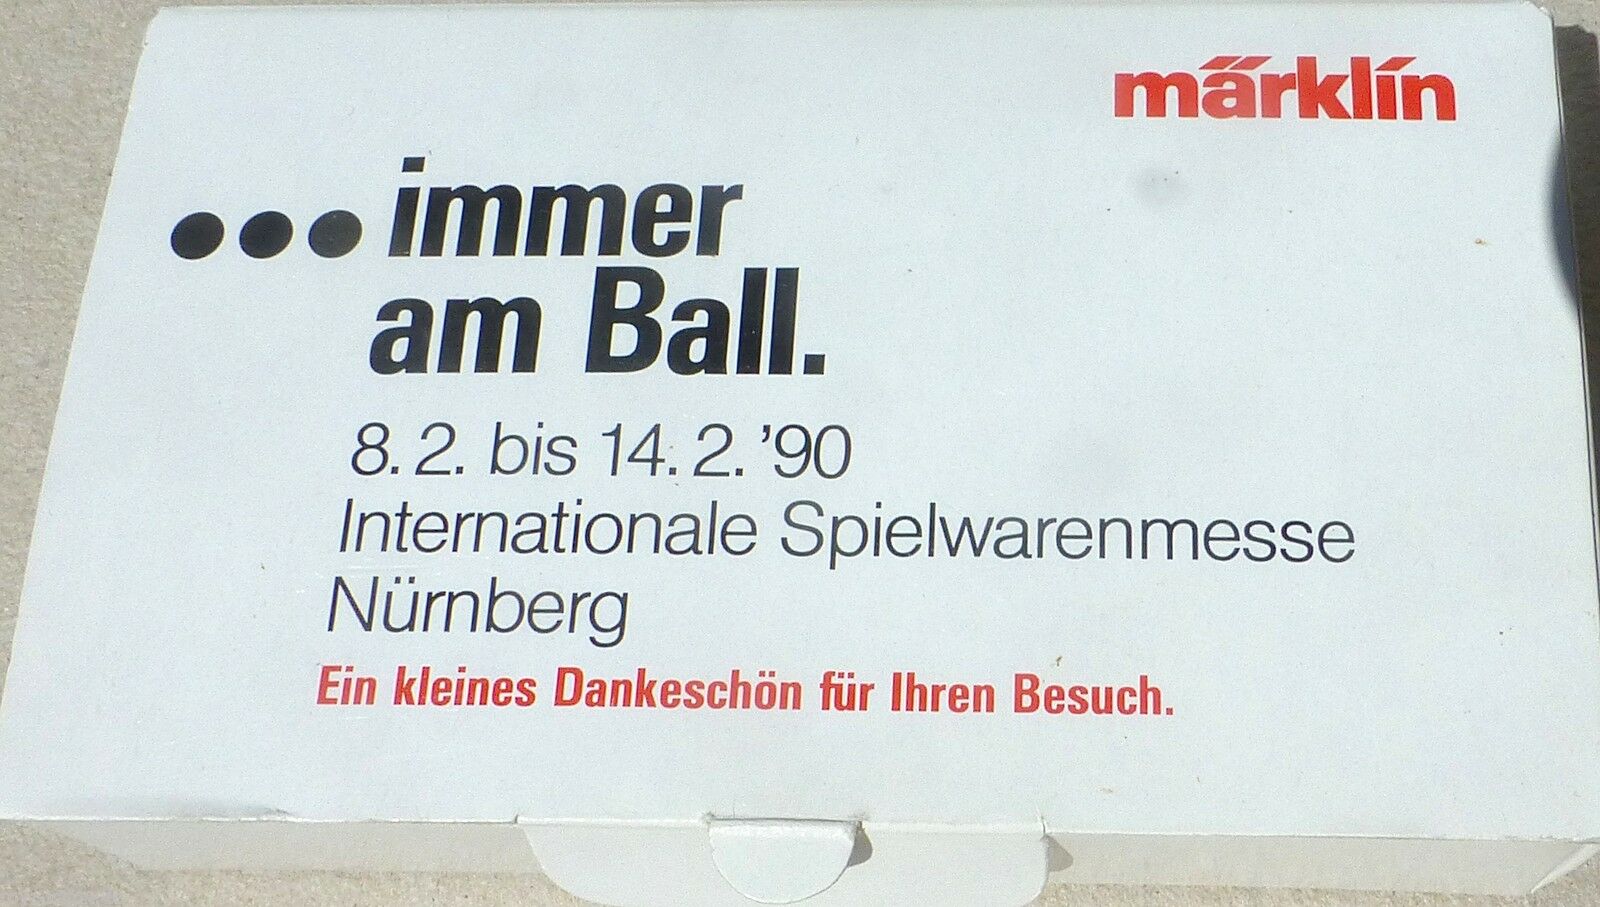 märklin
...immer
am Ball.
8. 2. bis 14. 2. '90
Internationale Spielwarenmesse
Nürnberg
Ein kleines Dankeschön für Ihren Besuch.